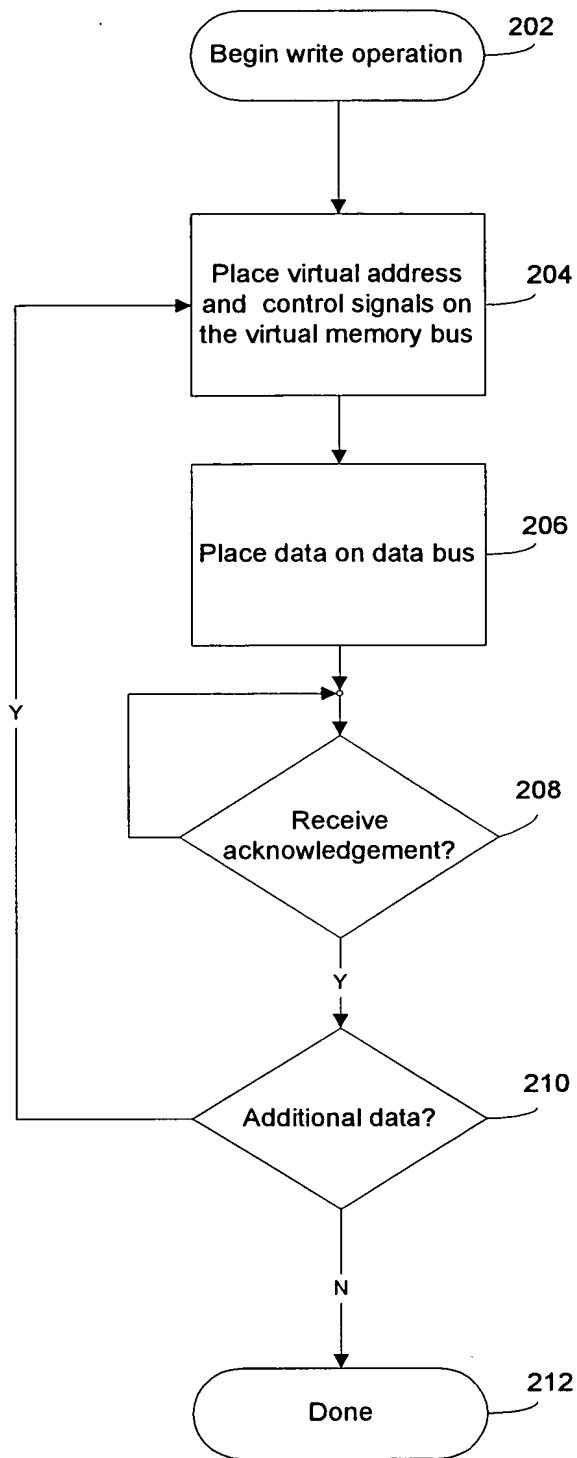 Begin write operation
202
Place virtual address
and control signals on
the virtual memory bus
204
Place data on data bus
206
Receive
acknowledgement?
208
Y
Y
Additional data?
210
N
Done
212